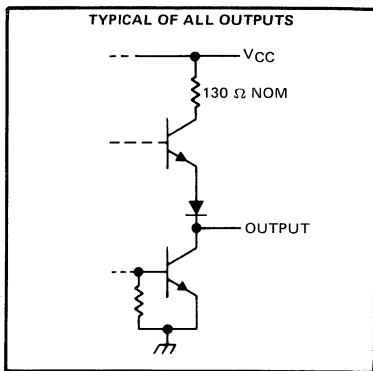 TYPICAL OF ALL OUTPUTS
VCC
130 Ω NOM
OUTPUT